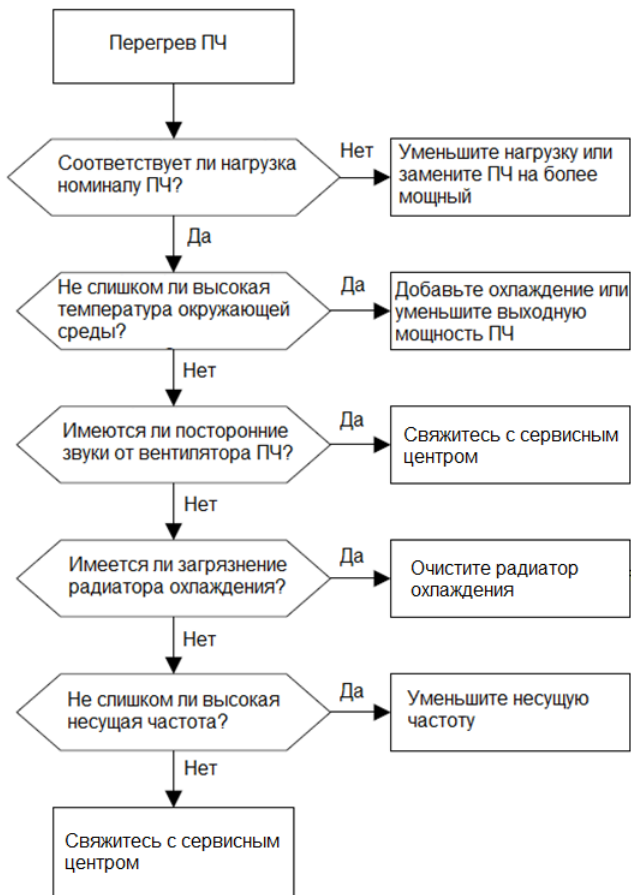 Перегрев ПЧ
Соответствует ли нагрузка
номиналу ПЧ?
Нет
Уменьшите нагрузку или
замените ПЧ на более
мощный
Да
Не слишком ли высокая
температура окружающей
среды?
Да
Добавьте охлаждение или
уменьшите выходную
мощность ПЧ
Нет
Имеются ли посторонние
звуки от вентилятора ПЧ?
Да
Свяжитесь с сервисным
центром
Нет
Имеется ли загрязнение
радиатора охлаждения?
Да
Очистите радиатор
охлаждения
Нет
Не слишком ли высокая
несущая частота?
Да
Уменьшите несущую
частоту
Нет
Свяжитесь с сервисным
центром